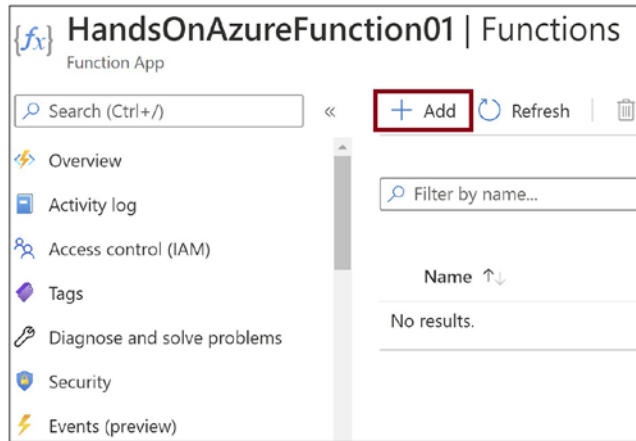 {fx} HandsOnAzureFunction01 | Functions
Function App
Search (Ctrl+/) «
+ Add Refresh
Overview
Activity log
Access control (IAM)
Tags
Diagnose and solve problems
Security
Events (preview)
Filter by name...
Name ↑↓
No results.